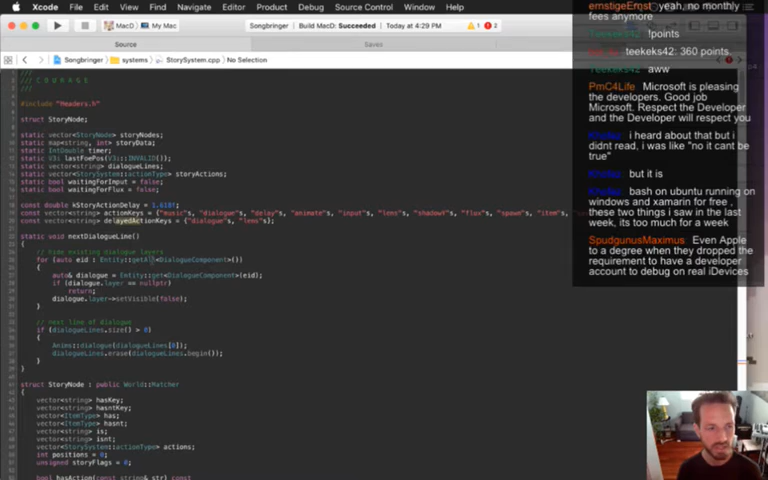 Xcode File Edit View Find Navigate Editor Product Debug Source Control Window Help
MacD My Mac Songbringer Build MacD: Succeeded Today at 4:29 PM 1 2
Source Saves
Songbringer systems StorySystem.cpp No Selection
///
/// C O U R A G E
///
#include "Headers.h"
struct StoryNode;
static vector<StoryNode> storyNodes;
static map<string, int> storyData;
static IntDouble timer;
static V3i lastFoePos(V3i::INVALID());
static vector<string> dialogueLines;
static vector<StorySystem::actionType> storyActions;
static bool waitingForInput = false;
static bool waitingForFlux = false;
const double kStoryActionDelay = 1.618f;
const vector<string> actionKeys = {"music"s, "dialogue"s, "delay"s, "animate"s, "input"s, "lens"s, "shadow%"s, "flux"s, "spawn"s, "item"s,
const vector<string> delayedActionKeys = {"dialogue"s, "lens"s};
static void nextDialogueLine()
{
// hide existing dialogue layers
for (auto eid : Entity::getAll<DialogueComponent>())
{
auto& dialogue = Entity::get<DialogueComponent>(eid);
if (dialogue.layer == nullptr)
return;
dialogue.layer->setVisible(false);
}
// next line of dialogue
if (dialogueLines.size() > 0)
{
Anims::dialogue(dialogueLines[0]);
dialogueLines.erase(dialogueLines.begin());
}
}
struct StoryNode : public World::Matcher
{
vector<string> hasKey;
vector<string> hasntKey;
vector<ItemType> has;
vector<ItemType> hasnt;
vector<string> is;
vector<string> isnt;
vector<StorySystem::actionType> actions;
int positions = 0;
unsigned storyFlags = 0;
bool hasAction(const string& str) const
ernstigeErnst yeah, no monthly
fees anymore
Teekeks42 !points
teekeks42: 360 points.
Teekeks42 aww
PmC4Life Microsoft is pleasing
the developers. Good job
Microsoft. Respect the Developer
and the Developer will respect you
i heard about that but i
didnt read, i was like "no it cant be
true"
but it is
bash on ubuntu running on
windows and xamarin for free ,
these two things i saw in the last
week, its too much for a week
SpudgunusMaximus Even Apple
to a degree when they dropped the
requirement to have a developer
account to debug on real iDevices